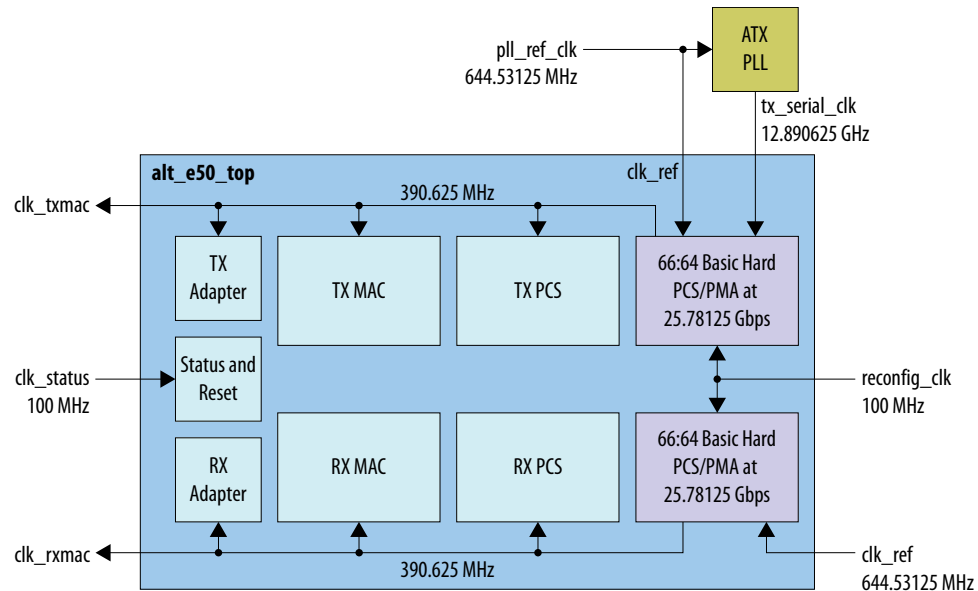 ATX
PLL
pll_ref_clk
644.53125 MHz
tx_serial_clk
12.890625 GHz
alt_e50_top
clk_ref
clk_txmac
390.625 MHz
TX
Adapter
TX MAC
TX PCS
66:64 Basic Hard
PCS/PMA at
25.78125 Gbps
clk_status
100 MHz
Status and
Reset
reconfig_clk
100 MHz
RX
Adapter
RX MAC
RX PCS
66:64 Basic Hard
PCS/PMA at
25.78125 Gbps
clk_rxmac
390.625 MHz
clk_ref
644.53125 MHz